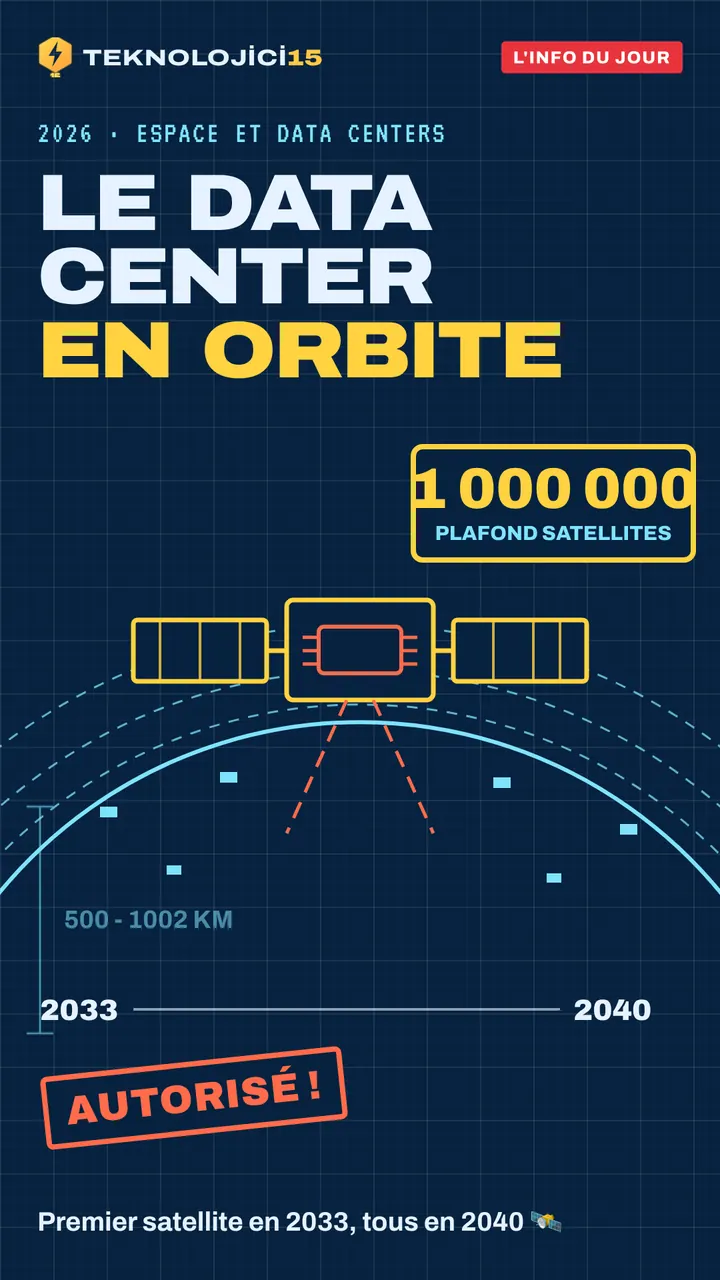 TEKNOLOJİCİ15
L'INFO DU JOUR
2026 · ESPACE ET DATA CENTERS
LE DATA
CENTER
EN ORBITE
1 000 000
PLAFOND SATELLITES
500 - 1002 KM
2033
2040
AUTORISÉ !
Premier satellite en 2033, tous en 2040 🛰️